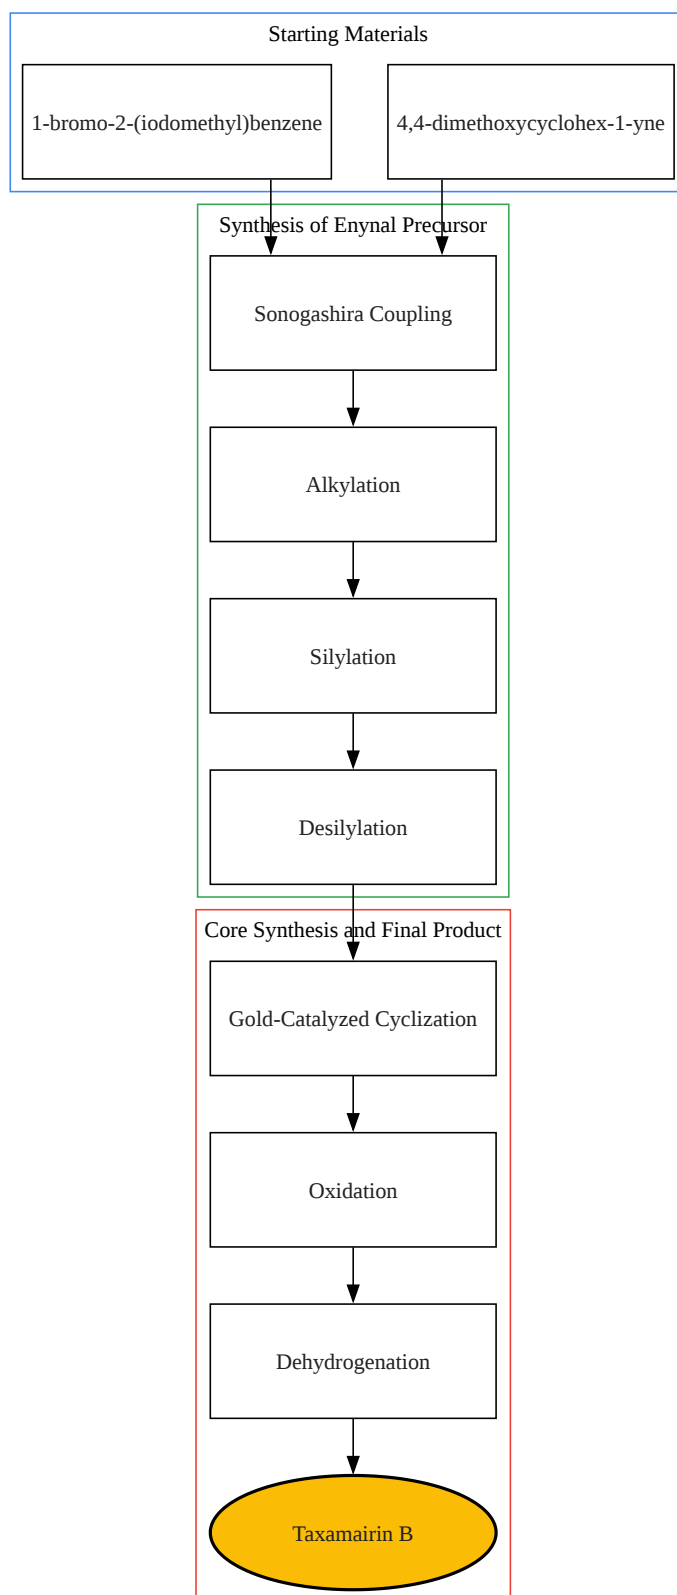 Starting Materials
1-bromo-2-(iodomethyl)benzene
4,4-dimethoxycyclohex-1-yne
Synthesis of Enynal Precursor
Sonogashira Coupling
Alkylation
Silylation
Desilylation
Core Synthesis and Final Product
Gold-Catalyzed Cyclization
Oxidation
Dehydrogenation
Taxamairin B